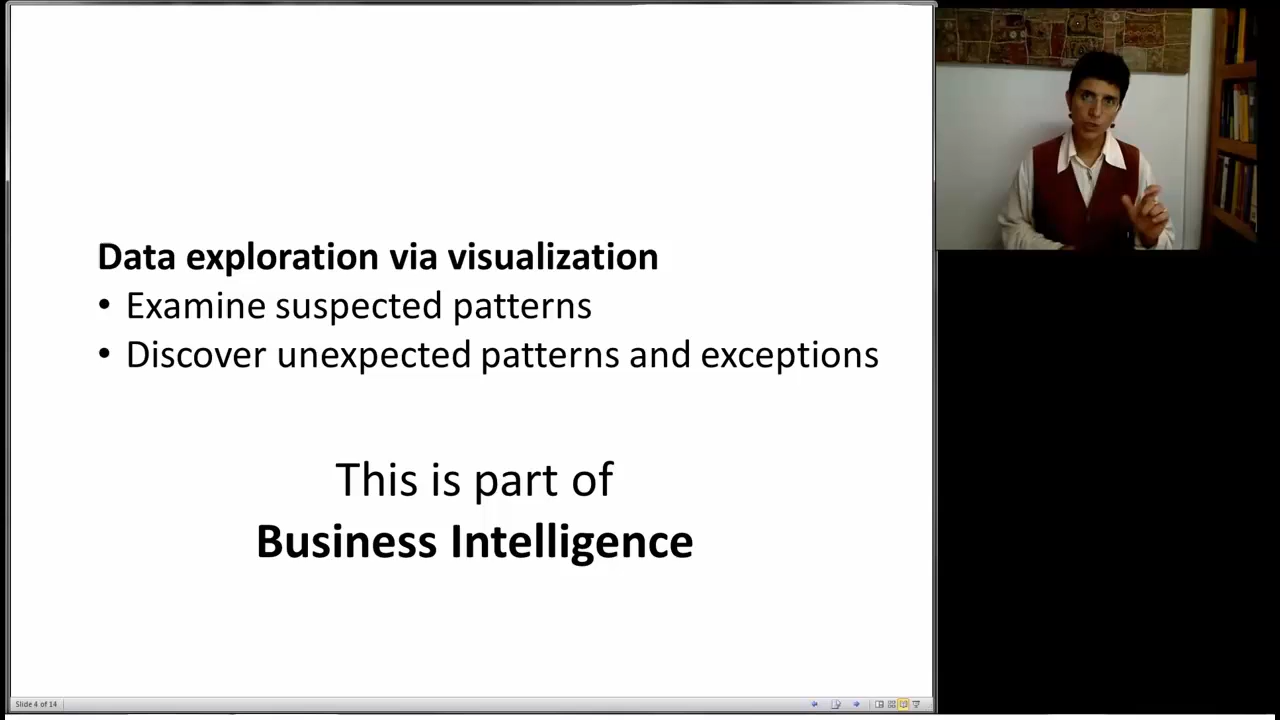 Data exploration via visualization
• Examine suspected patterns
• Discover unexpected patterns and exceptions
This is part of
Business Intelligence
Slide 4 of 14